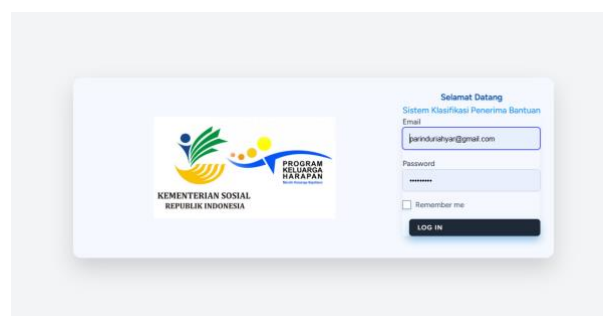 Selamat Datang
Sistem Klasifikasi Penerima Bantuan
Email
parinduriahyar@gmail.com
Password
Remember me
LOG IN
PROGRAM
KELUARGA
HARAPAN
KEMENTERIAN SOSIAL
REPUBLIK INDONESIA